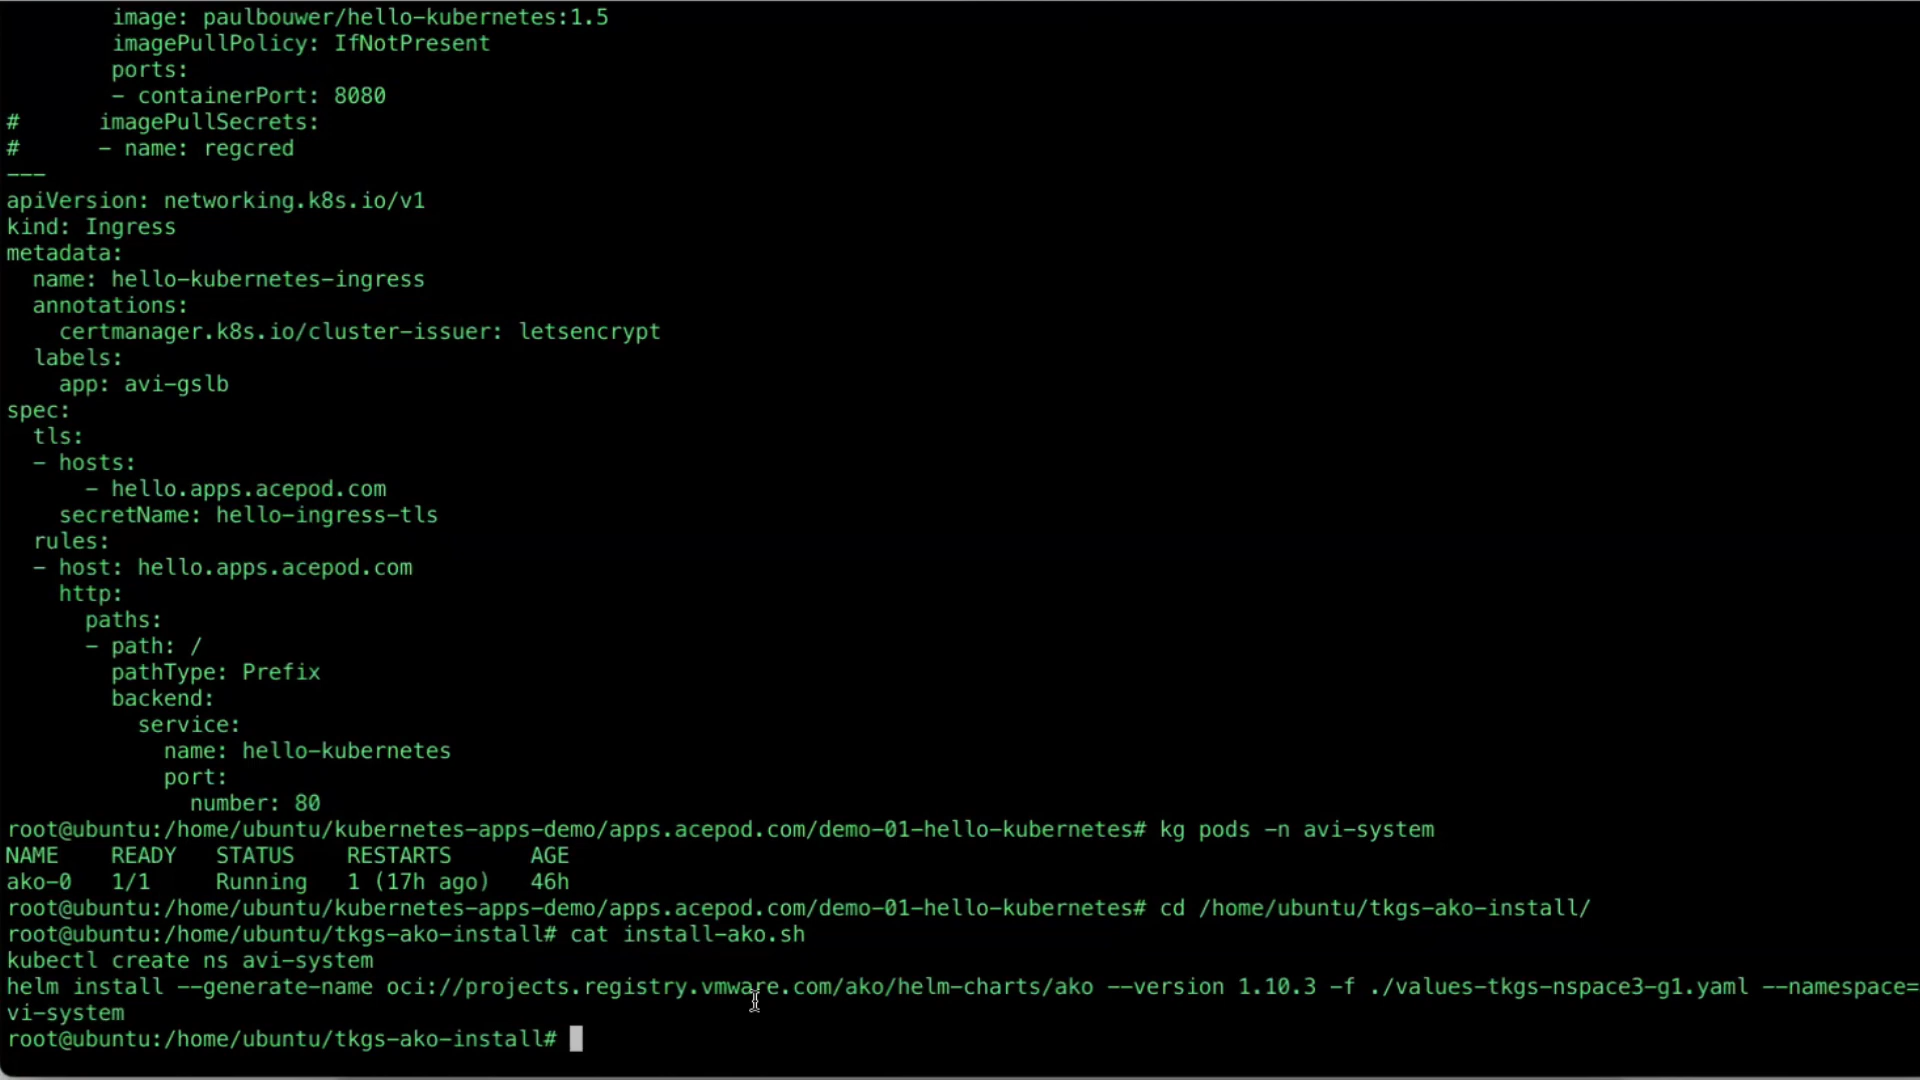 image: paulbouwer/hello-kubernetes:1.5
imagePullPolicy: IfNotPresent
ports:
- containerPort: 8080
#      imagePullSecrets:
#      - name: regcred
---
apiVersion: networking.k8s.io/v1
kind: Ingress
metadata:
  name: hello-kubernetes-ingress
  annotations:
    certmanager.k8s.io/cluster-issuer: letsencrypt
  labels:
    app: avi-gslb
spec:
  tls:
  - hosts:
      - hello.apps.acepod.com
    secretName: hello-ingress-tls
  rules:
  - host: hello.apps.acepod.com
    http:
      paths:
      - path: /
        pathType: Prefix
        backend:
          service:
            name: hello-kubernetes
            port:
              number: 80
root@ubuntu:/home/ubuntu/kubernetes-apps-demo/apps.acepod.com/demo-01-hello-kubernetes# kg pods -n avi-system
NAME    READY   STATUS    RESTARTS      AGE
ako-0   1/1     Running   1 (17h ago)   46h
root@ubuntu:/home/ubuntu/kubernetes-apps-demo/apps.acepod.com/demo-01-hello-kubernetes# cd /home/ubuntu/tkgs-ako-install/
root@ubuntu:/home/ubuntu/tkgs-ako-install# cat install-ako.sh
kubectl create ns avi-system
helm install --generate-name oci://projects.registry.vmware.com/ako/helm-charts/ako --version 1.10.3 -f ./values-tkgs-nspace3-g1.yaml --namespace=
vi-system
root@ubuntu:/home/ubuntu/tkgs-ako-install#